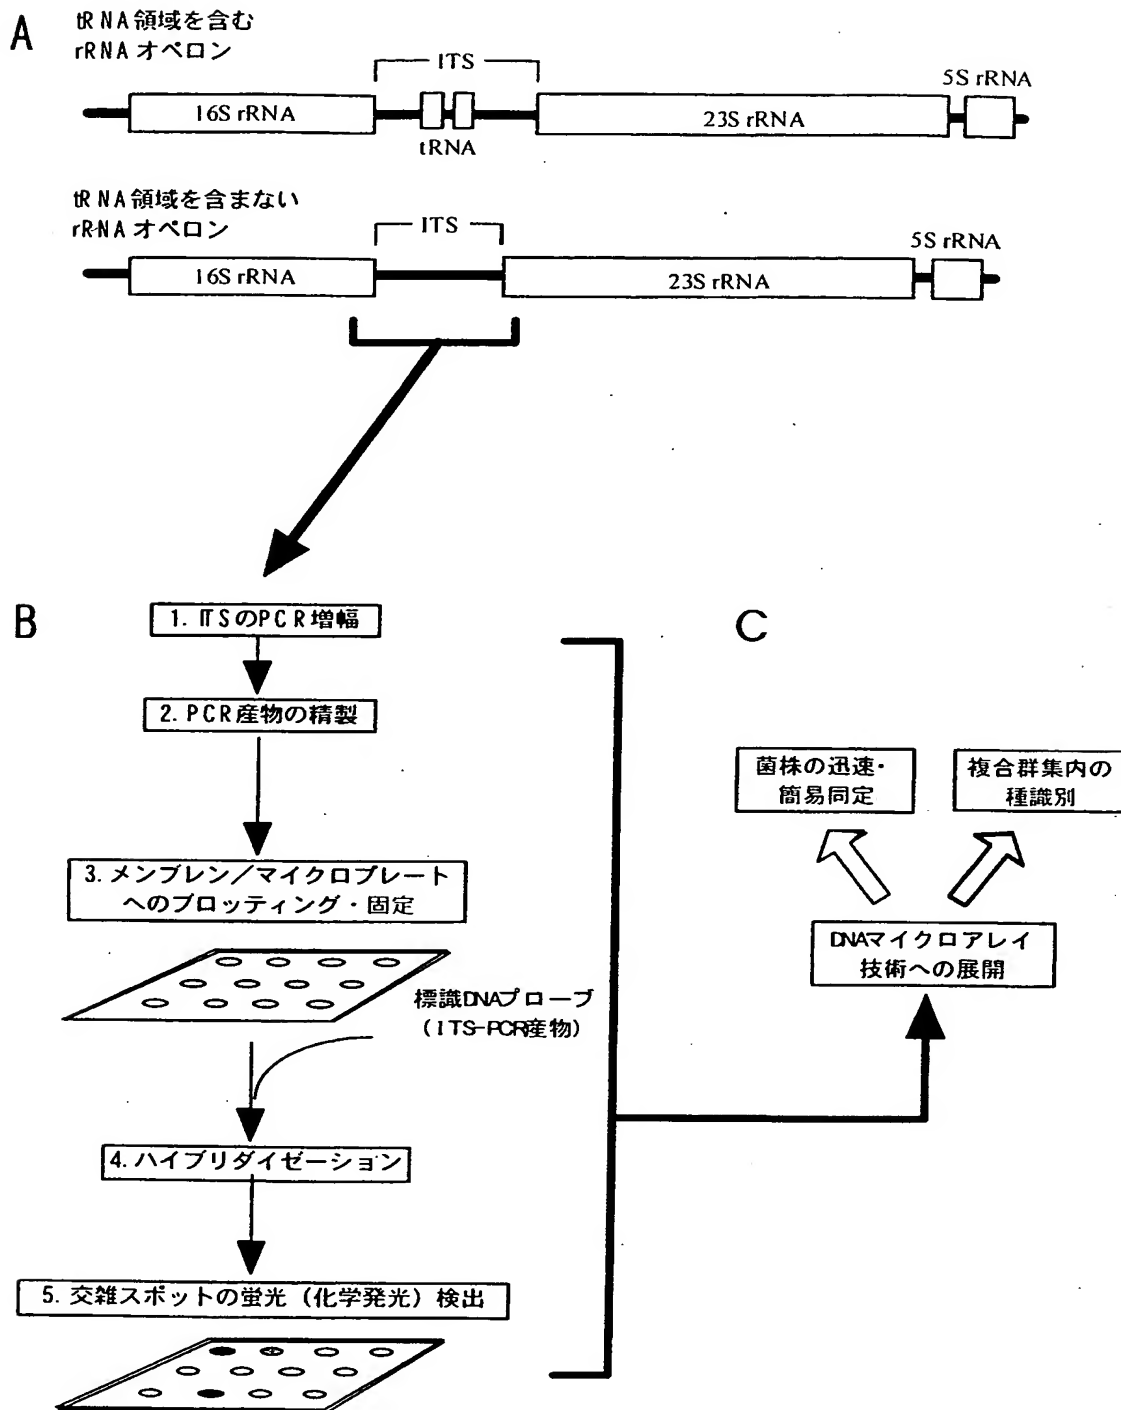 A
tRNA領域を含む
rRNAオペロン
ITS
5S rRNA
16S rRNA
23S rRNA
tRNA
tRNA領域を含まない
rRNAオペロン
ITS
5S rRNA
16S rRNA
23S rRNA
B
1. ITSのPCR増幅
2. PCR産物の精製
3. メンブレン/マイクロプレート
へのブロッティング・固定
標識DNAプローブ
(ITS-PCR産物)
4. ハイブリダイゼーション
5. 交雑スポットの蛍光(化学発光)検出
C
菌株の迅速・
簡易同定
複合群集内の
種識別
DNAマイクロアレイ
技術への展開